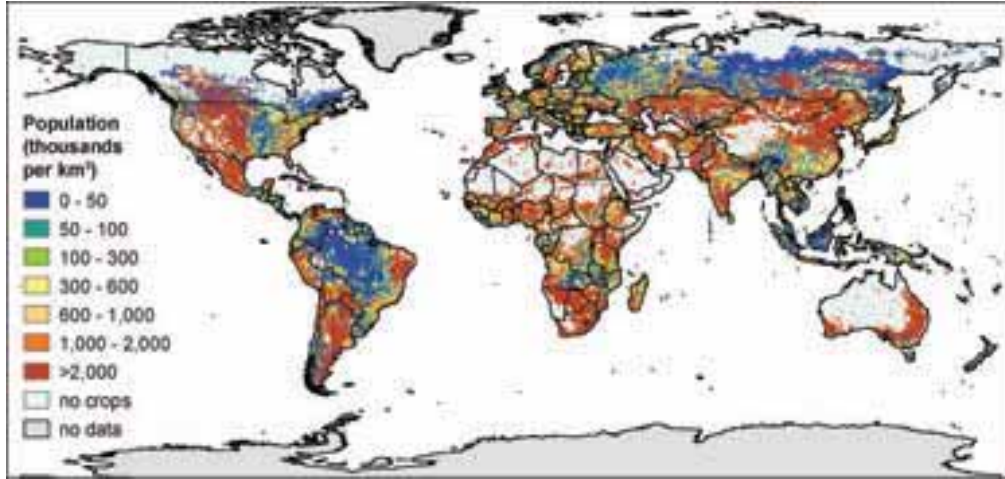 Population
(thousands
per km³)
0 - 50
50 - 100
100 - 300
300 - 600
600 - 1,000
1,000 - 2,000
>2,000
no crops
no data